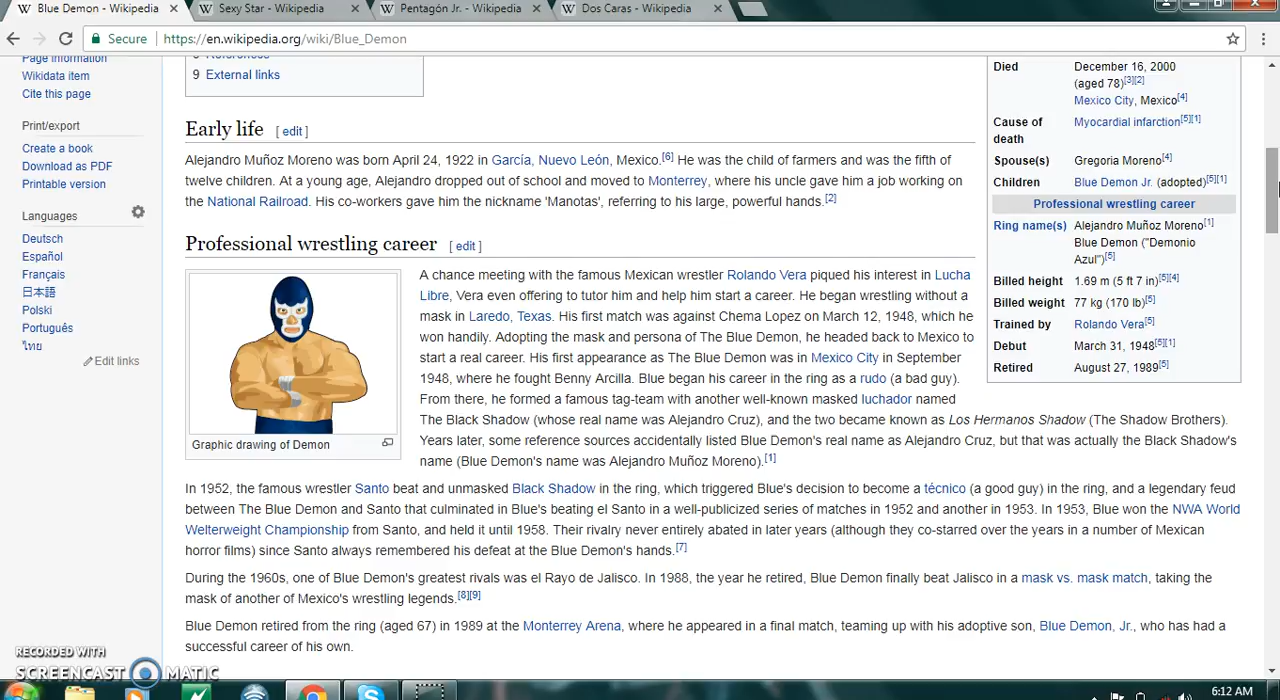 Blue Demon - Wikipedia
Sexy Star - Wikipedia
Pentagón Jr. - Wikipedia
Dos Caras - Wikipedia
Secure
https://en.wikipedia.org/wiki/Blue_Demon
Page information
Wikidata item
Cite this page
Print/export
Create a book
Download as PDF
Printable version
Languages
Deutsch
Español
Français
日本語
Polski
Português
ไทย
Edit links
9 External links
Early life [ edit ]
Alejandro Muñoz Moreno was born April 24, 1922 in García, Nuevo León, Mexico.[6] He was the child of farmers and was the fifth of
twelve children. At a young age, Alejandro dropped out of school and moved to Monterrey, where his uncle gave him a job working on
the National Railroad. His co-workers gave him the nickname 'Manotas', referring to his large, powerful hands.[2]
Professional wrestling career [ edit ]
Graphic drawing of Demon
A chance meeting with the famous Mexican wrestler Rolando Vera piqued his interest in Lucha
Libre, Vera even offering to tutor him and help him start a career. He began wrestling without a
mask in Laredo, Texas. His first match was against Chema Lopez on March 12, 1948, which he
won handily. Adopting the mask and persona of The Blue Demon, he headed back to Mexico to
start a real career. His first appearance as The Blue Demon was in Mexico City in September
1948, where he fought Benny Arcilla. Blue began his career in the ring as a rudo (a bad guy).
From there, he formed a famous tag-team with another well-known masked luchador named
The Black Shadow (whose real name was Alejandro Cruz), and the two became known as Los Hermanos Shadow (The Shadow Brothers).
Years later, some reference sources accidentally listed Blue Demon's real name as Alejandro Cruz, but that was actually the Black Shadow's
name (Blue Demon's name was Alejandro Muñoz Moreno).[1]
In 1952, the famous wrestler Santo beat and unmasked Black Shadow in the ring, which triggered Blue's decision to become a técnico (a good guy) in the ring, and a legendary feud
between The Blue Demon and Santo that culminated in Blue's beating el Santo in a well-publicized series of matches in 1952 and another in 1953. In 1953, Blue won the NWA World
Welterweight Championship from Santo, and held it until 1958. Their rivalry never entirely abated in later years (although they co-starred over the years in a number of Mexican
horror films) since Santo always remembered his defeat at the Blue Demon's hands.[7]
During the 1960s, one of Blue Demon's greatest rivals was el Rayo de Jalisco. In 1988, the year he retired, Blue Demon finally beat Jalisco in a mask vs. mask match, taking the
mask of another of Mexico's wrestling legends.[8][9]
Blue Demon retired from the ring (aged 67) in 1989 at the Monterrey Arena, where he appeared in a final match, teaming up with his adoptive son, Blue Demon, Jr., who has had a
successful career of his own.
Died December 16, 2000
(aged 78)[3][2]
Mexico City, Mexico[4]
Cause of death Myocardial infarction[5][1]
Spouse(s) Gregoria Moreno[4]
Children Blue Demon Jr. (adopted)[5][1]
Professional wrestling career
Ring name(s) Alejandro Muñoz Moreno[1]
Blue Demon ("Demonio
Azul")[5]
Billed height 1.69 m (5 ft 7 in)[5][4]
Billed weight 77 kg (170 lb)[5]
Trained by Rolando Vera[5]
Debut March 31, 1948[5][1]
Retired August 27, 1989[5]
RECORDED WITH
SCREENCAST MATIC
6:12 AM